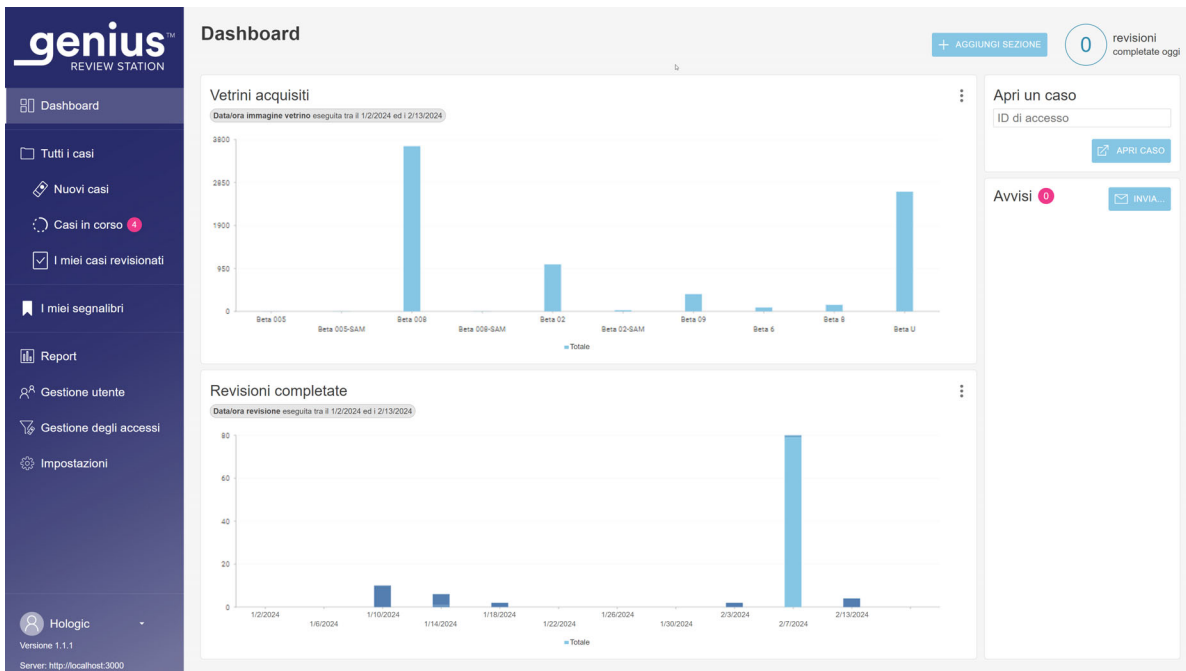 genius™
REVIEW STATION
Dashboard
Tutti i casi
Nuovi casi
Casi in corso 4
I miei casi revisionati
I miei segnalibri
Report
Gestione utente
Gestione degli accessi
Impostazioni
Hologic
Versione 1.1.1
Server: http://localhost:3000
Dashboard
+ AGGIUNGI SEZIONE
0 revisioni
completate oggi
Vetrini acquisiti
Data/ora immagine vetrino eseguita tra il 1/2/2024 ed i 2/13/2024
3800
2850
1900
950
0
Beta 005 Beta 005-SAM Beta 008 Beta 008-SAM Beta 02 Beta 02-SAM Beta 09 Beta 6 Beta 8 Beta U
Totale
Revisioni completate
Data/ora revisione eseguita tra il 1/2/2024 ed i 2/13/2024
80
60
40
20
0
1/2/2024 1/6/2024 1/10/2024 1/14/2024 1/18/2024 1/22/2024 1/26/2024 1/30/2024 2/3/2024 2/7/2024 2/13/2024
Totale
Apri un caso
ID di accesso
APRI CASO
Avvisi 0
INVIA...